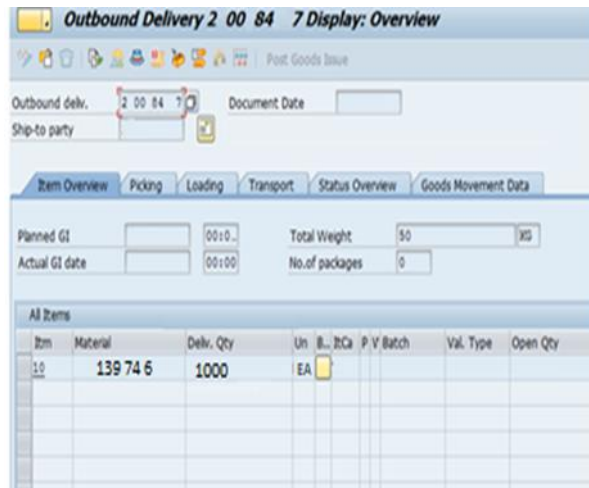 Outbound Delivery 2 00 84 7 Display: Overview
Post Goods Issue
Outbound delv. 2 00 84 7 Document Date
Ship-to party
Item Overview Picking Loading Transport Status Overview Goods Movement Data
Planned GI 00:0.. Total Weight 50 KG
Actual GI date 00:00 No.of packages 0
All Items
Itm Material Deliv. Qty Un B.. ItCa P V Batch Val. Type Open Qty
10 139 74 6 1000 EA